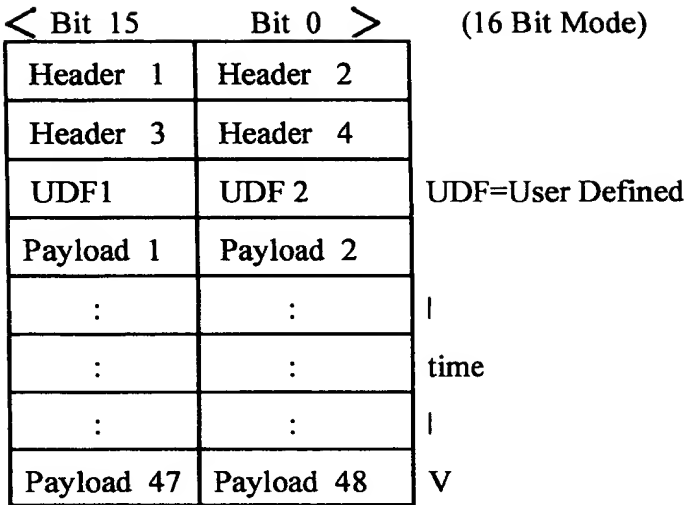 < Bit 15 Bit 0 > (16 Bit Mode)
Header 1 Header 2
Header 3 Header 4
UDF1 UDF 2 UDF=User Defined
Payload 1 Payload 2
: : |
: : time
: : |
Payload 47 Payload 48 V